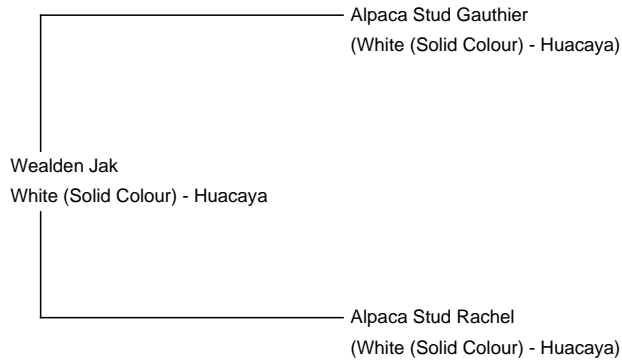 Alpaca Stud Gauthier
(White (Solid Colour) - Huacaya)
Wealden Jak
White (Solid Colour) - Huacaya
Alpaca Stud Rachel
(White (Solid Colour) - Huacaya)